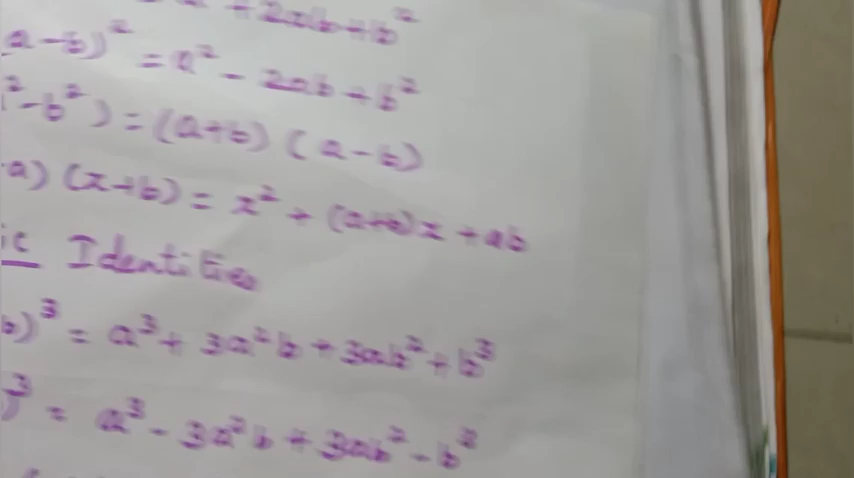 +2ab+b²
a-b)² = a² - 2ab + b²
²-b²) = (a+b) (a-b)
a) (x+b) = x² + (a+b)x + ab
ic Identities
b)³ = a³ + 3a²b + 3ab² + b³
)³ = a³ - 3a²b + 3ab² - b³